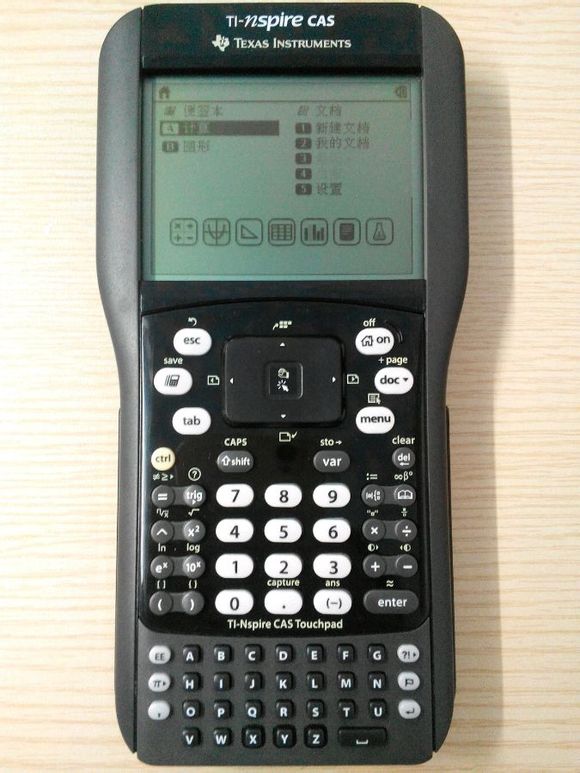 TI-nspire CAS
TEXAS INSTRUMENTS
便签本 文档
A 计算 1 新建文档
B 图形 2 我的文档
3
4
5 设置
off
esc on
save + page
doc
tab menu
CAPS sto→ clear
ctrl shift var del
≠≥▸ ? := ∞β°
= trig 7 8 9
ⁿ√x √ "□"
^ x² 4 5 6 × ÷
ln log
eˣ 10ˣ 1 2 3 + −
[ ] { } capture ans ≈
( ) 0 . (−) enter
TI-Nspire CAS Touchpad
EE A B C D E F G ?!▸
π▸ H I J K L M N
, O P Q R S T U ↵
V W X Y Z